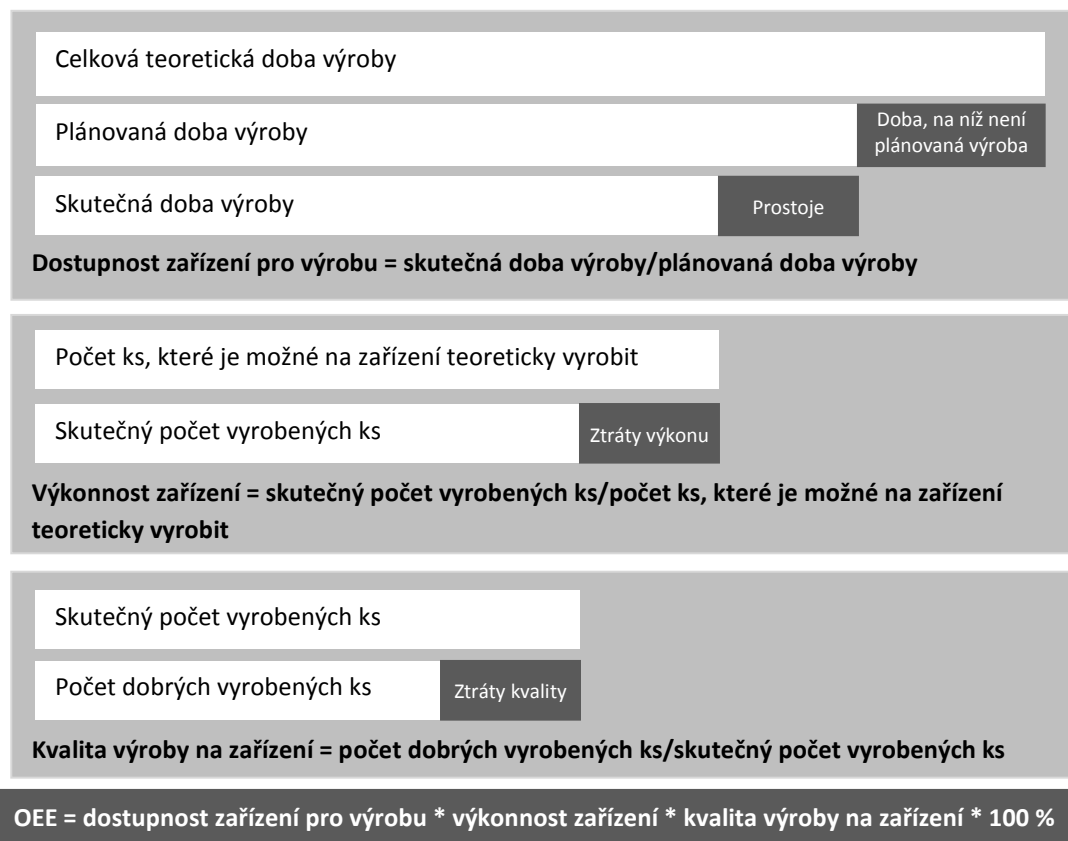 Celková teoretická doba výroby
Plánovaná doba výroby
Doba, na níž není
plánovaná výroba
Skutečná doba výroby
Prostoje
Dostupnost zařízení pro výrobu = skutečná doba výroby/plánovaná doba výroby
Počet ks, které je možné na zařízení teoreticky vyrobit
Skutečný počet vyrobených ks
Ztráty výkonu
Výkonnost zařízení = skutečný počet vyrobených ks/počet ks, které je možné na zařízení
teoreticky vyrobit
Skutečný počet vyrobených ks
Počet dobrých vyrobených ks
Ztráty kvality
Kvalita výroby na zařízení = počet dobrých vyrobených ks/skutečný počet vyrobených ks
OEE = dostupnost zařízení pro výrobu * výkonnost zařízení * kvalita výroby na zařízení * 100 %